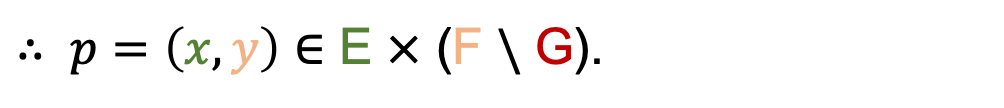 ∴ p = (x, y) ∈ E × (F \ G).